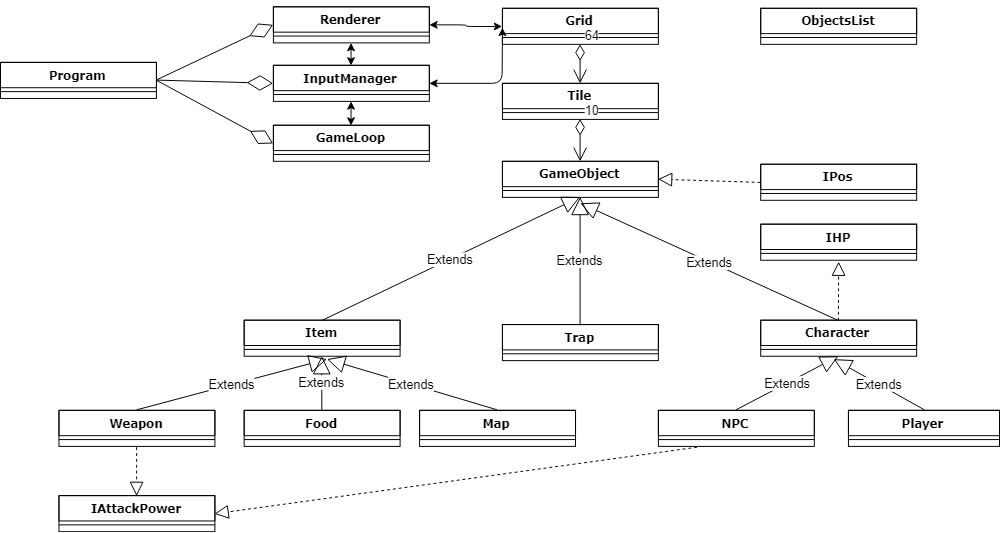 Renderer
Grid
ObjectsList
64
Program
InputManager
Tile
10
GameLoop
GameObject
IPos
IHP
Extends
Extends
Extends
Item
Trap
Character
Extends
Extends
Extends
Extends
Extends
Weapon
Food
Map
NPC
Player
IAttackPower